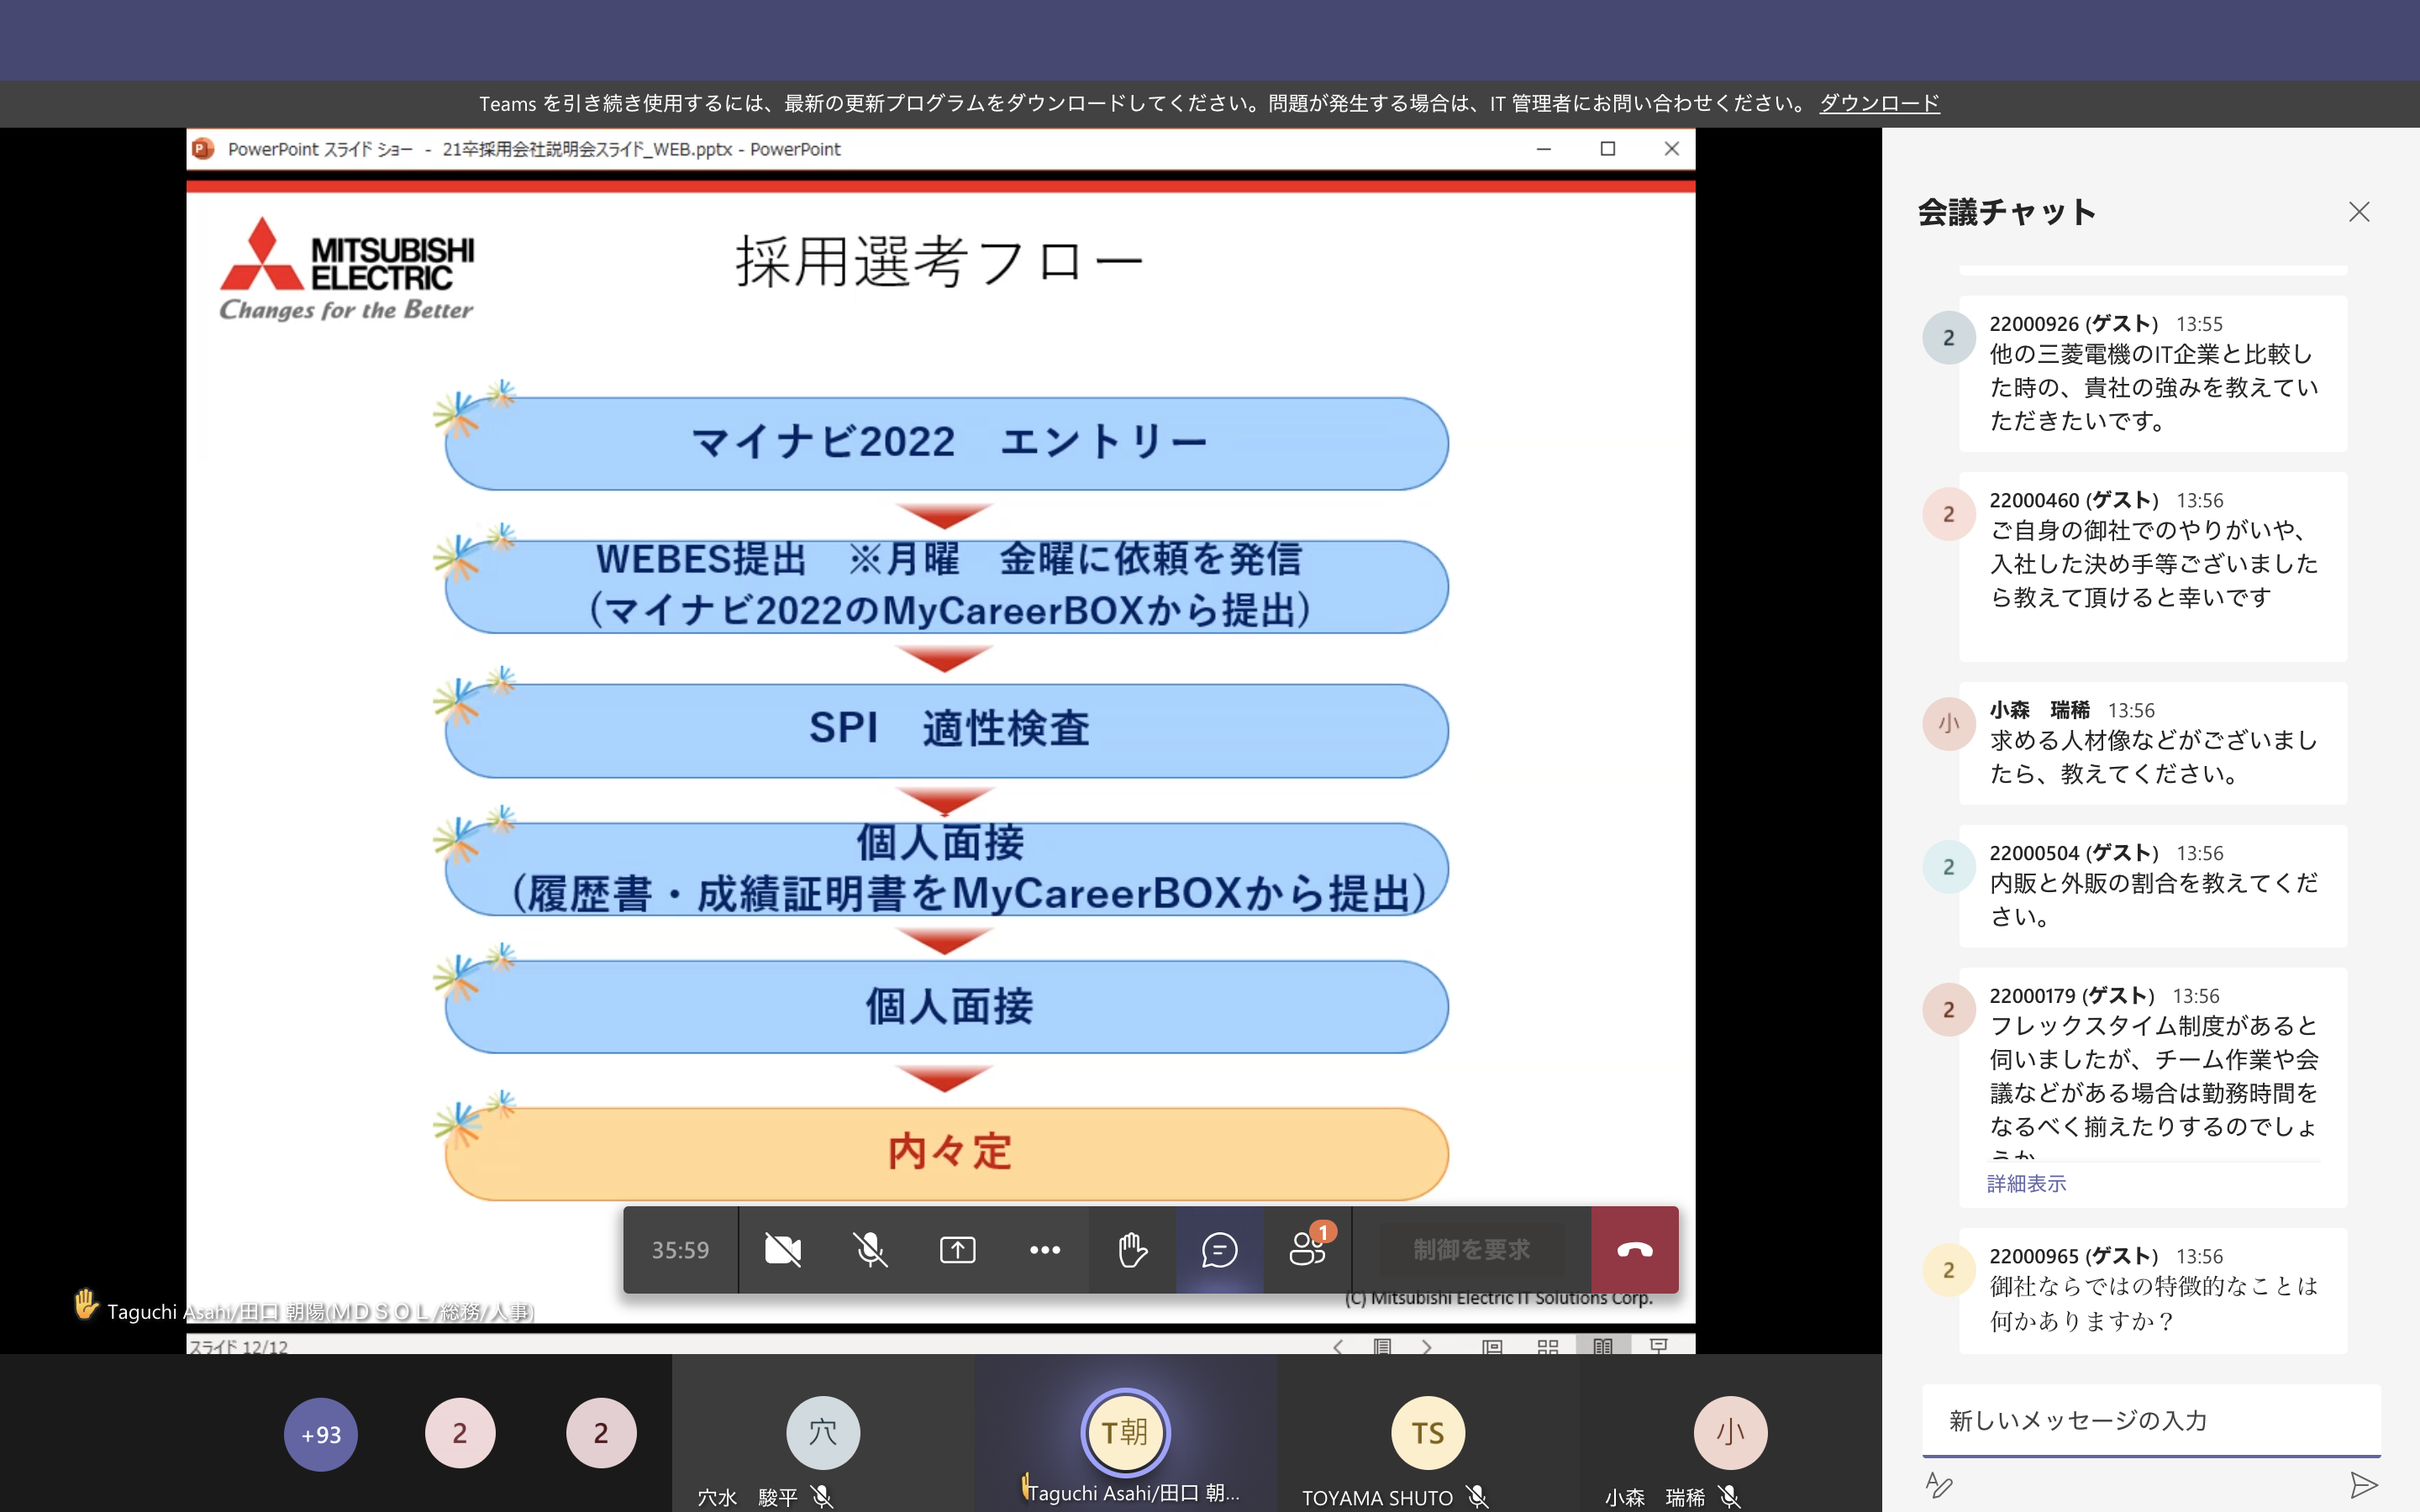 Teams を引き続き使用するには、最新の更新プログラムをダウンロードしてください。問題が発生する場合は、IT 管理者にお問い合わせください。 ダウンロード
PowerPoint スライド ショー - 21卒採用会社説明会スライド_WEB.pptx - PowerPoint
MITSUBISHI
ELECTRIC
Changes for the Better
採用選考フロー
マイナビ2022　エントリー
WEBES提出　※月曜　金曜に依頼を発信
（マイナビ2022のMyCareerBOXから提出）
SPI　適性検査
個人面接
（履歴書・成績証明書をMyCareerBOXから提出）
個人面接
内々定
35:59
1
制御を要求
(C) Mitsubishi Electric IT Solutions Corp.
Taguchi Asahi/田口 朝陽(ＭＤＳＯＬ/総務/人事)
スライド 12/12
+93
2
2
穴
穴水　駿平
T朝
Taguchi Asahi/田口 朝...
TS
TOYAMA SHUTO
小
小森　瑞稀
会議チャット
2
22000926 (ゲスト) 13:55
他の三菱電機のIT企業と比較し
た時の、貴社の強みを教えてい
ただきたいです。
2
22000460 (ゲスト) 13:56
ご自身の御社でのやりがいや、
入社した決め手等ございました
ら教えて頂けると幸いです
小
小森　瑞稀 13:56
求める人材像などがございまし
たら、教えてください。
2
22000504 (ゲスト) 13:56
内販と外販の割合を教えてくだ
さい。
2
22000179 (ゲスト) 13:56
フレックスタイム制度があると
伺いましたが、チーム作業や会
議などがある場合は勤務時間を
なるべく揃えたりするのでしょ
うか
詳細表示
2
22000965 (ゲスト) 13:56
御社ならではの特徴的なことは
何かありますか？
新しいメッセージの入力